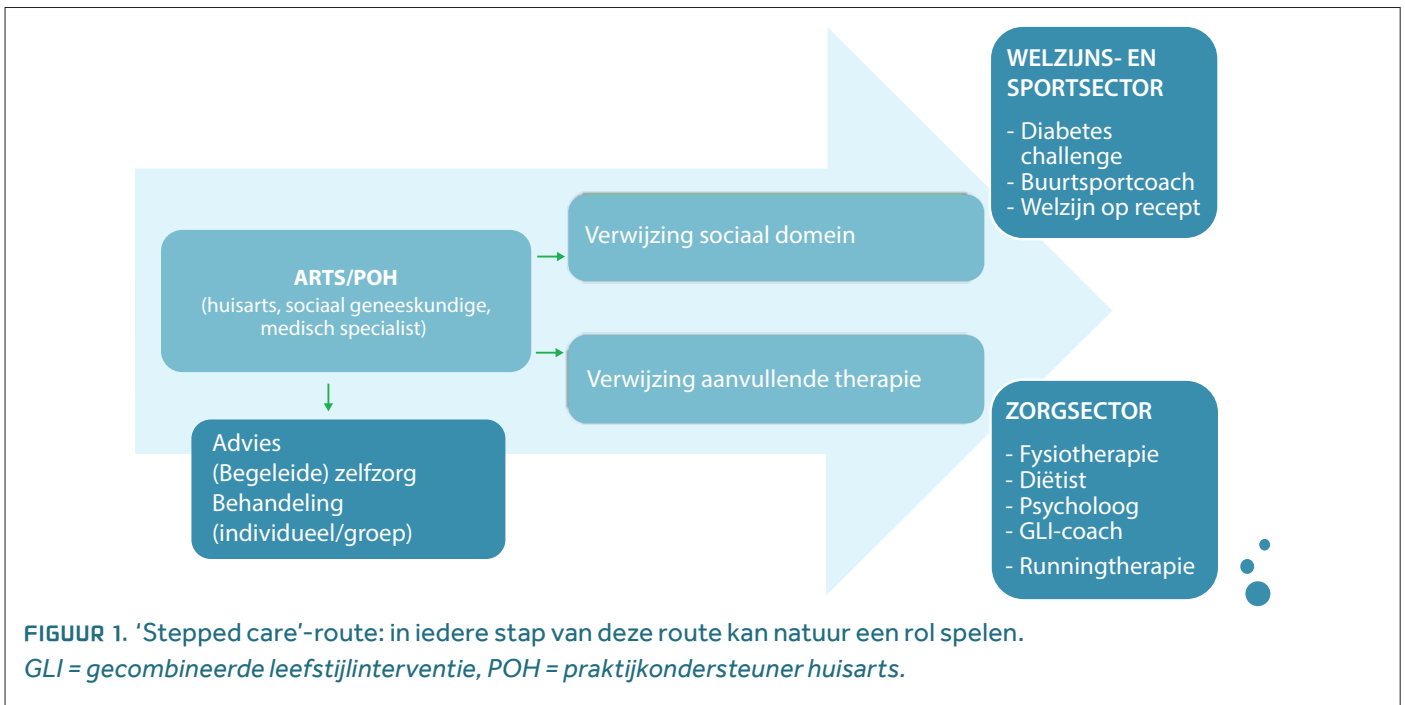 ARTS/POH
(huisarts, sociaal geneeskundige,
medisch specialist)
Advies
(Begeleide) zelfzorg
Behandeling
(individueel/groep)
Verwijzing sociaal domein
Verwijzing aanvullende therapie
WELZIJNS- EN
SPORTSECTOR
- Diabetes
challenge
- Buurtsportcoach
- Welzijn op recept
ZORGSECTOR
- Fysiotherapie
- Diëtist
- Psycholoog
- GLI-coach
- Runningtherapie
FIGUUR 1. 'Stepped care'-route: in iedere stap van deze route kan natuur een rol spelen.
GLI = gecombineerde leefstijlinterventie, POH = praktijkondersteuner huisarts.